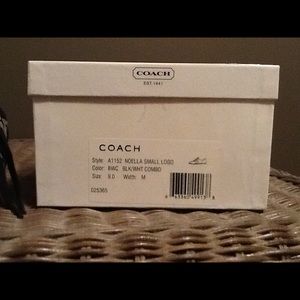 COACH
EST. 1941
COACH
Style: A1152 NOELLA SMALL LOGO
Color: BWC BLK/WHT COMBO
Size: 9.0 Width: M
025365